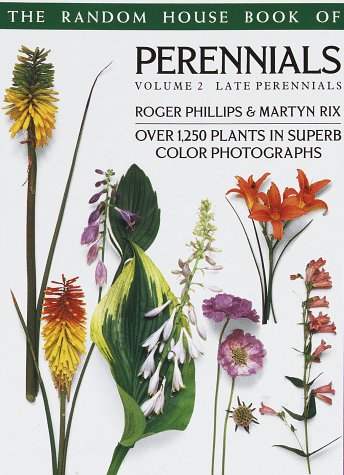 THE RANDOM HOUSE BOOK OF
PERENNIALS
VOLUME 2 LATE PERENNIALS
ROGER PHILLIPS & MARTYN RIX
OVER 1,250 PLANTS IN SUPERB
COLOR PHOTOGRAPHS